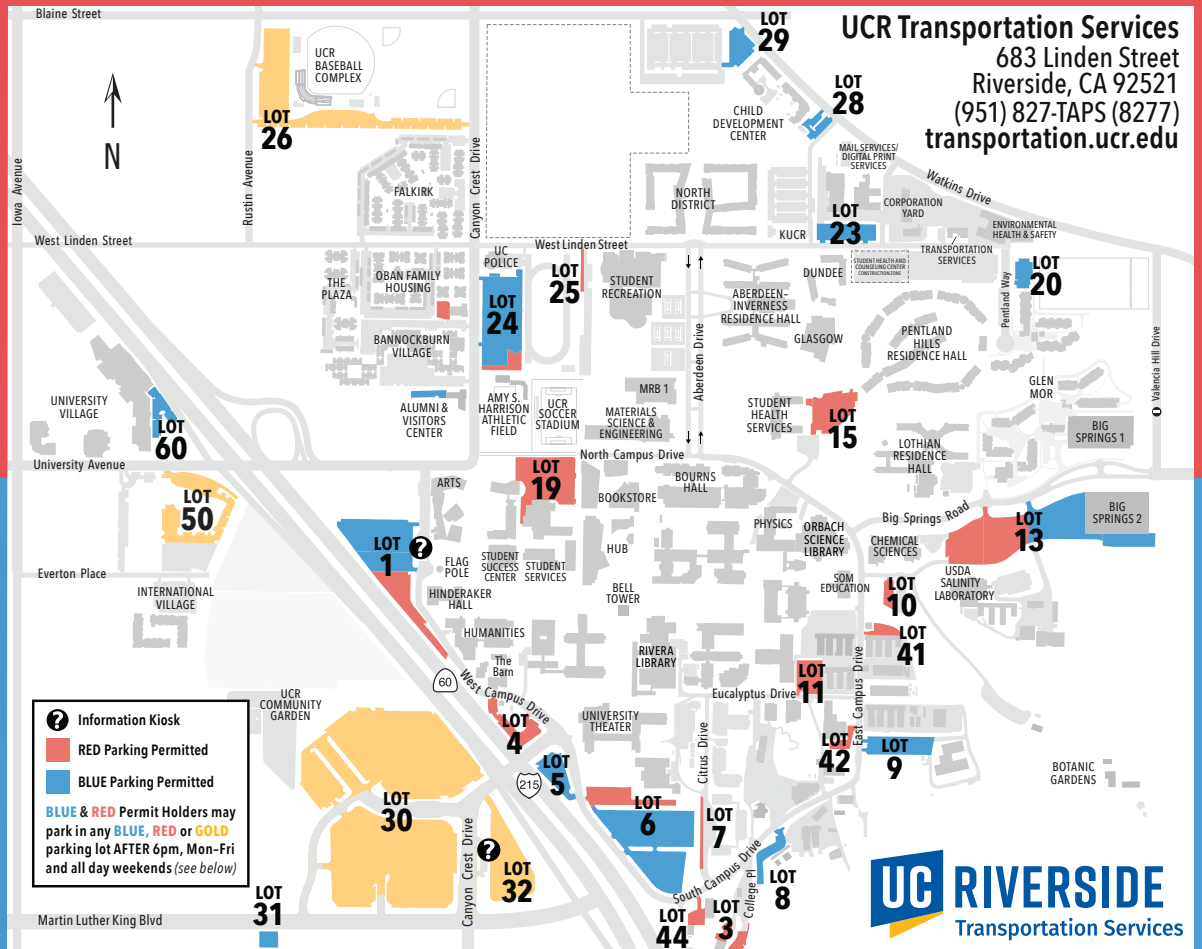 Blaine Street
UCR Transportation Services
683 Linden Street
Riverside, CA 92521
(951) 827-TAPS (8277)
transportation.ucr.edu
LOT
29
UCR
BASEBALL
COMPLEX
LOT
28
LOT
26
CHILD
DEVELOPMENT
CENTER
N
MAIL SERVICES/
DIGITAL PRINT
SERVICES
Iowa Avenue
Rustin Avenue
Canyon Crest Drive
Watkins Drive
FALKIRK
NORTH
DISTRICT
CORPORATION
YARD
LOT
23
KUCR
ENVIRONMENTAL
HEALTH & SAFETY
West Linden Street
West Linden Street
TRANSPORTATION
SERVICES
UC
POLICE
LOT
25
STUDENT HEALTH AND
COUNSELING CENTER
CONSTRUCTION ZONE
LOT
20
THE
PLAZA
OBAN FAMILY
HOUSING
STUDENT
RECREATION
DUNDEE
LOT
24
ABERDEEN–
INVERNESS
RESIDENCE HALL
Pentland Way
BANNOCKBURN
VILLAGE
GLASGOW
PENTLAND
HILLS
RESIDENCE HALL
Aberdeen Drive
Valencia Hill Drive
MRB 1
GLEN
MOR
UNIVERSITY
VILLAGE
LOT
60
ALUMNI &
VISITORS
CENTER
AMY S.
HARRISON
ATHLETIC
FIELD
UCR
SOCCER
STADIUM
MATERIALS
SCIENCE &
ENGINEERING
STUDENT
HEALTH
SERVICES
LOT
15
BIG
SPRINGS 1
LOTHIAN
RESIDENCE
HALL
University Avenue
North Campus Drive
LOT
19
BOURNS
HALL
ARTS
BOOKSTORE
LOT
50
Big Springs Road
BIG
SPRINGS 2
LOT
13
PHYSICS
ORBACH
SCIENCE
LIBRARY
LOT
1
?
CHEMICAL
SCIENCES
HUB
FLAG
POLE
STUDENT
SUCCESS
CENTER
STUDENT
SERVICES
Everton Place
USDA
SALINITY
LABORATORY
SOM
EDUCATION
INTERNATIONAL
VILLAGE
HINDERAKER
HALL
BELL
TOWER
LOT
10
HUMANITIES
LOT
41
RIVERA
LIBRARY
The
Barn
60
West Campus Drive
LOT
11
Eucalyptus Drive
East Campus Drive
UCR
COMMUNITY
GARDEN
LOT
4
UNIVERSITY
THEATER
Citrus Drive
LOT
42
LOT
9
LOT
5
215
BOTANIC
GARDENS
? Information Kiosk
RED Parking Permitted
BLUE Parking Permitted
BLUE & RED Permit Holders may
park in any BLUE, RED or GOLD
parking lot AFTER 6pm, Mon–Fri
and all day weekends (see below)
LOT
30
LOT
6
LOT
7
Canyon Crest Drive
?
LOT
32
South Campus Drive
College Pl
LOT
8
LOT
31
Martin Luther King Blvd
LOT
44
LOT
3
UC RIVERSIDE
Transportation Services